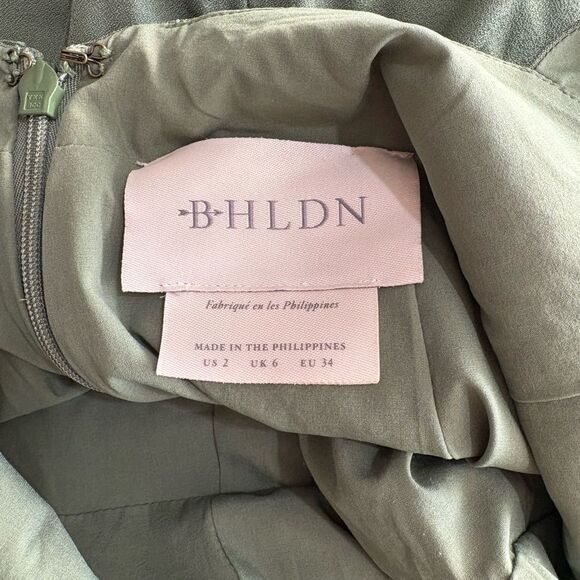 BHLDN
Fabriqué en les Philippines
MADE IN THE PHILIPPINES
US 2 UK 6 EU 34